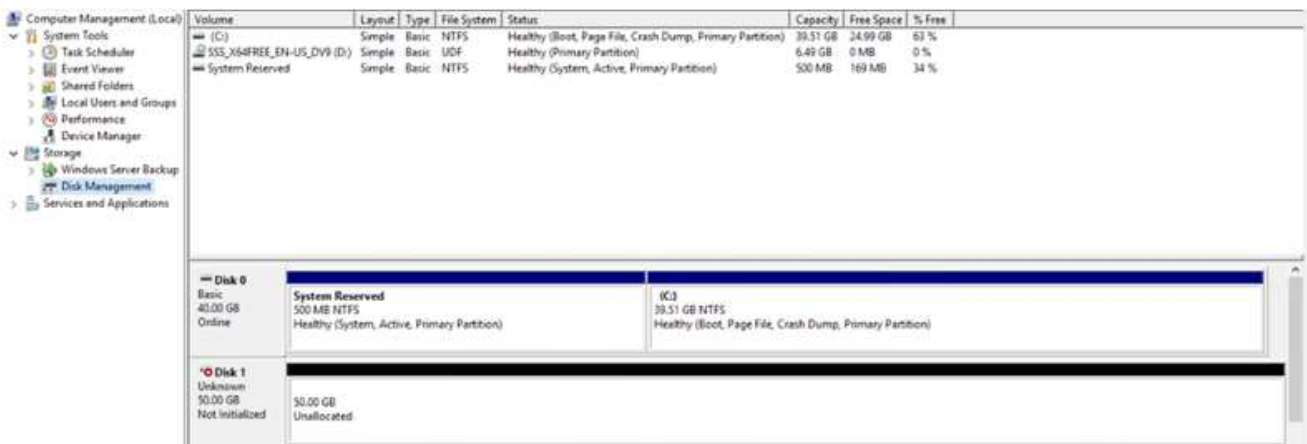 Computer Management (Local)
System Tools
Task Scheduler
Event Viewer
Shared Folders
Local Users and Groups
Performance
Device Manager
Storage
Windows Server Backup
Disk Management
Services and Applications
Volume Layout Type File System Status Capacity Free Space % Free
(C:) Simple Basic NTFS Healthy (Boot, Page File, Crash Dump, Primary Partition) 39.51 GB 24.99 GB 63 %
SSS_X64FREE_EN-US_DV9 (D:) Simple Basic UDF Healthy (Primary Partition) 6.49 GB 0 MB 0 %
System Reserved Simple Basic NTFS Healthy (System, Active, Primary Partition) 500 MB 169 MB 34 %
Disk 0
Basic
40.00 GB
Online
System Reserved
500 MB NTFS
Healthy (System, Active, Primary Partition)
(C:)
39.51 GB NTFS
Healthy (Boot, Page File, Crash Dump, Primary Partition)
Disk 1
Unknown
50.00 GB
Not Initialized
50.00 GB
Unallocated